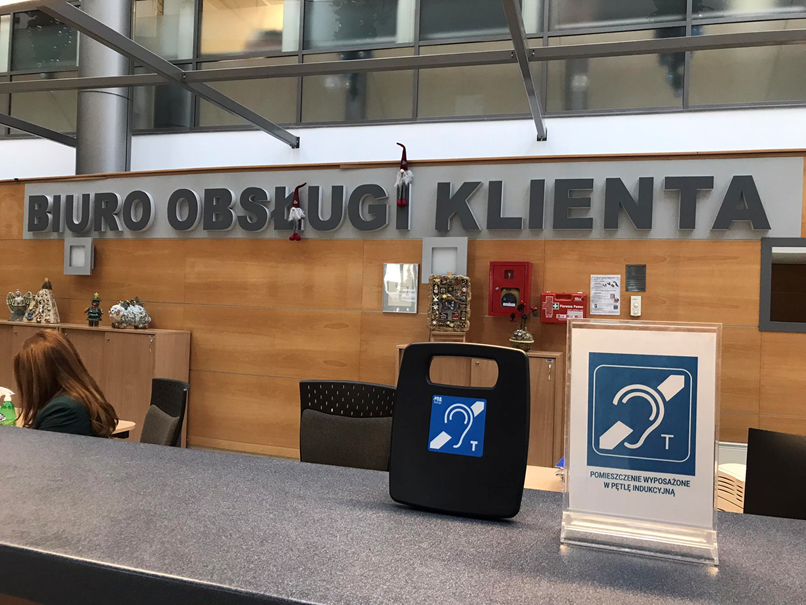 BIURO OBSŁUGI KLIENTA
T
T
POMIESZCZENIE WYPOSAŻONE
W PĘTLĘ INDUKCYJNĄ